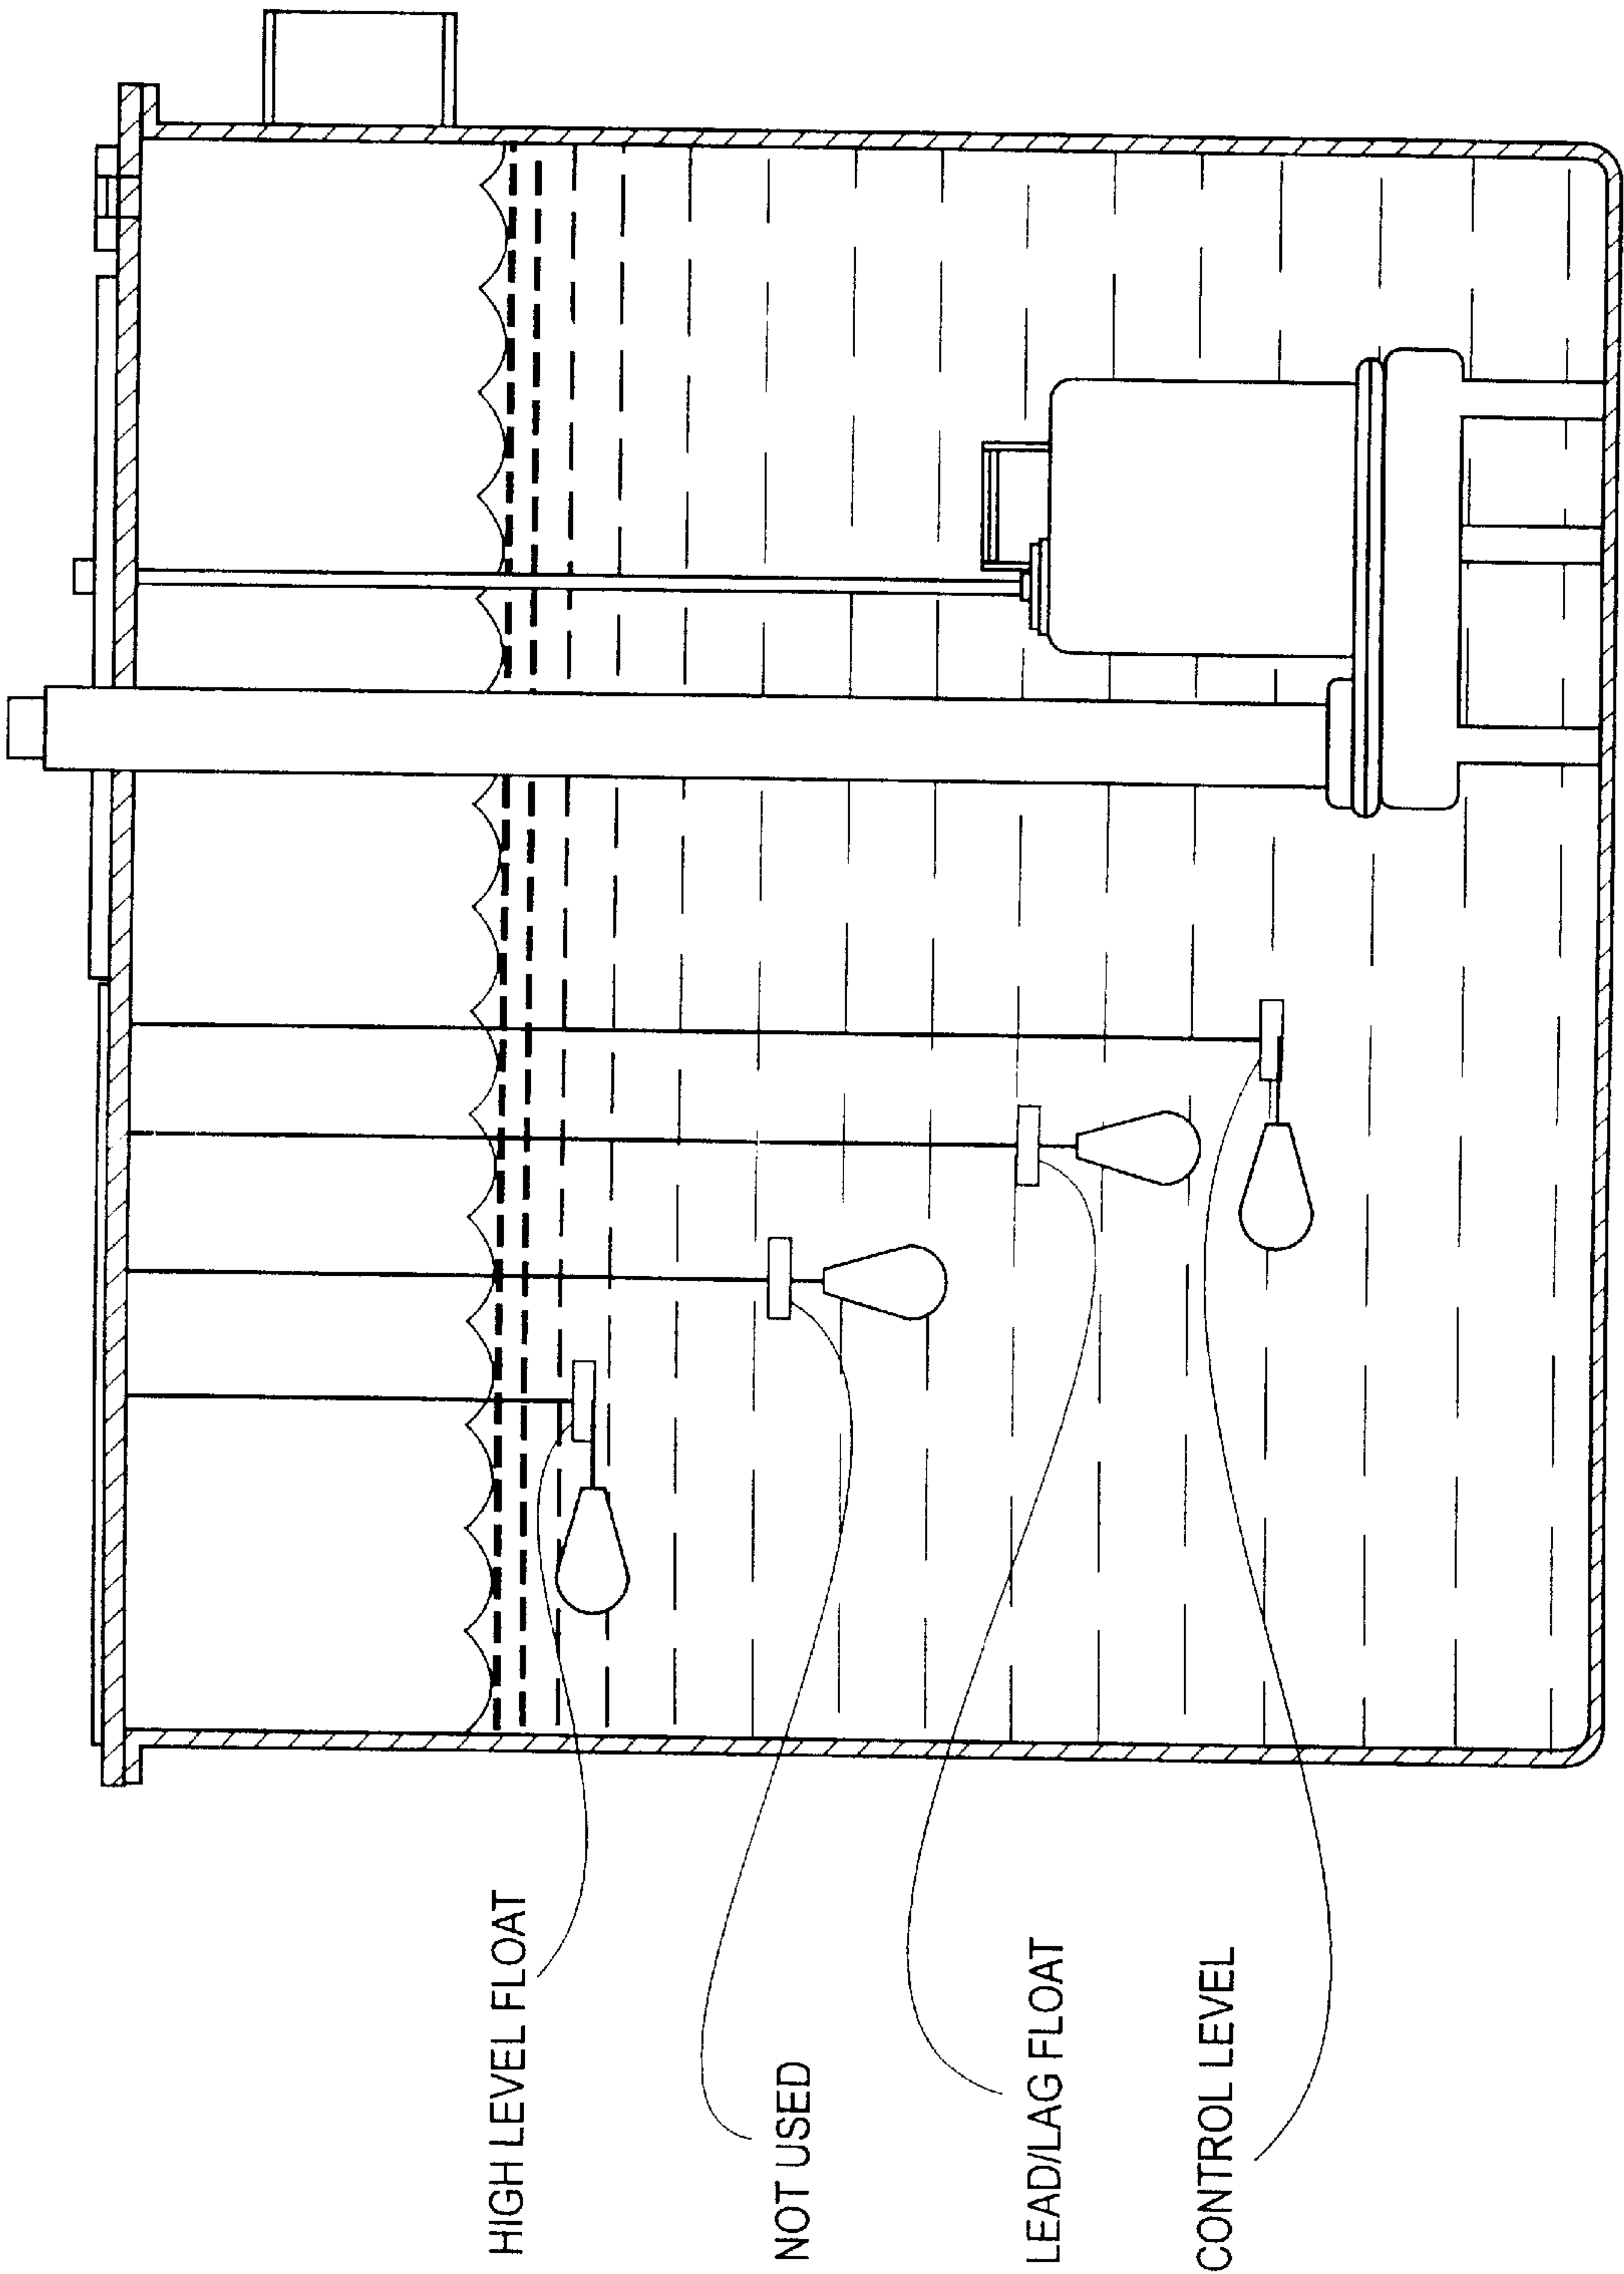 HIGH LEVEL FLOAT
NOT USED
LEAD/LAG FLOAT
CONTROL LEVEL